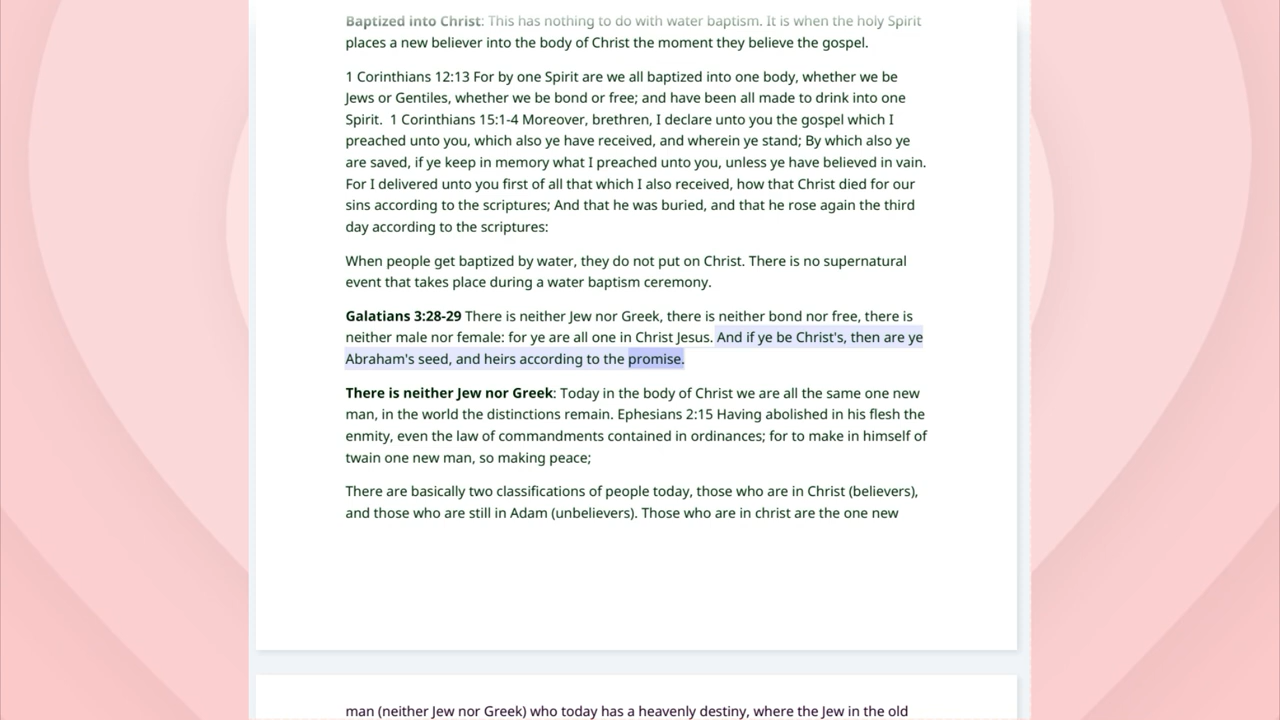 Baptized into Christ: This has nothing to do with water baptism. It is when the holy Spirit
places a new believer into the body of Christ the moment they believe the gospel.
1 Corinthians 12:13 For by one Spirit are we all baptized into one body, whether we be
Jews or Gentiles, whether we be bond or free; and have been all made to drink into one
Spirit.  1 Corinthians 15:1-4 Moreover, brethren, I declare unto you the gospel which I
preached unto you, which also ye have received, and wherein ye stand; By which also ye
are saved, if ye keep in memory what I preached unto you, unless ye have believed in vain.
For I delivered unto you first of all that which I also received, how that Christ died for our
sins according to the scriptures; And that he was buried, and that he rose again the third
day according to the scriptures:
When people get baptized by water, they do not put on Christ. There is no supernatural
event that takes place during a water baptism ceremony.
Galatians 3:28-29 There is neither Jew nor Greek, there is neither bond nor free, there is
neither male nor female: for ye are all one in Christ Jesus. And if ye be Christ's, then are ye
Abraham's seed, and heirs according to the promise.
There is neither Jew nor Greek: Today in the body of Christ we are all the same one new
man, in the world the distinctions remain. Ephesians 2:15 Having abolished in his flesh the
enmity, even the law of commandments contained in ordinances; for to make in himself of
twain one new man, so making peace;
There are basically two classifications of people today, those who are in Christ (believers),
and those who are still in Adam (unbelievers). Those who are in christ are the one new
man (neither Jew nor Greek) who today has a heavenly destiny, where the Jew in the old